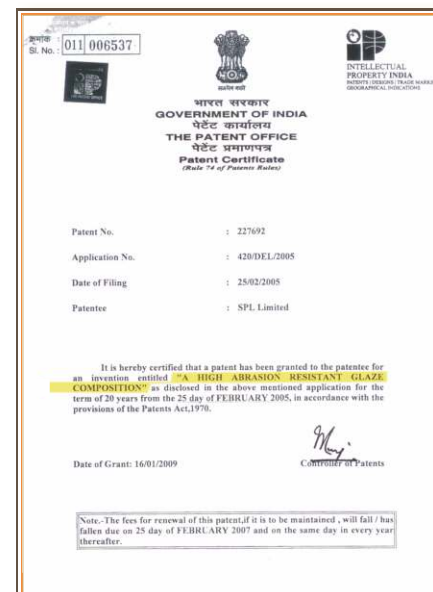 क्रमांक :
Sl. No. :
011 006537
सत्यमेव जयते
INTELLECTUAL
PROPERTY INDIA
PATENTS | DESIGNS | TRADE MARKS
GEOGRAPHICAL INDICATIONS
भारत सरकार
GOVERNMENT OF INDIA
पेटेंट कार्यालय
THE PATENT OFFICE
पेटेंट प्रमाणपत्र
Patent Certificate
(Rule 74 of Patents Rules)
Patent No. : 227692
Application No. : 420/DEL/2005
Date of Filing : 25/02/2005
Patentee : SPL Limited
It is hereby certified that a patent has been granted to the patentee for
an invention entitled "A HIGH ABRASION RESISTANT GLAZE
COMPOSITION" as disclosed in the above mentioned application for the
term of 20 years from the 25 day of FEBRUARY 2005, in accordance with the
provisions of the Patents Act,1970.
Date of Grant: 16/01/2009
Controller of Patents
Note.-The fees for renewal of this patent,if it is to be maintained , will fall / has
fallen due on 25 day of FEBRUARY 2007 and on the same day in every year
thereafter.